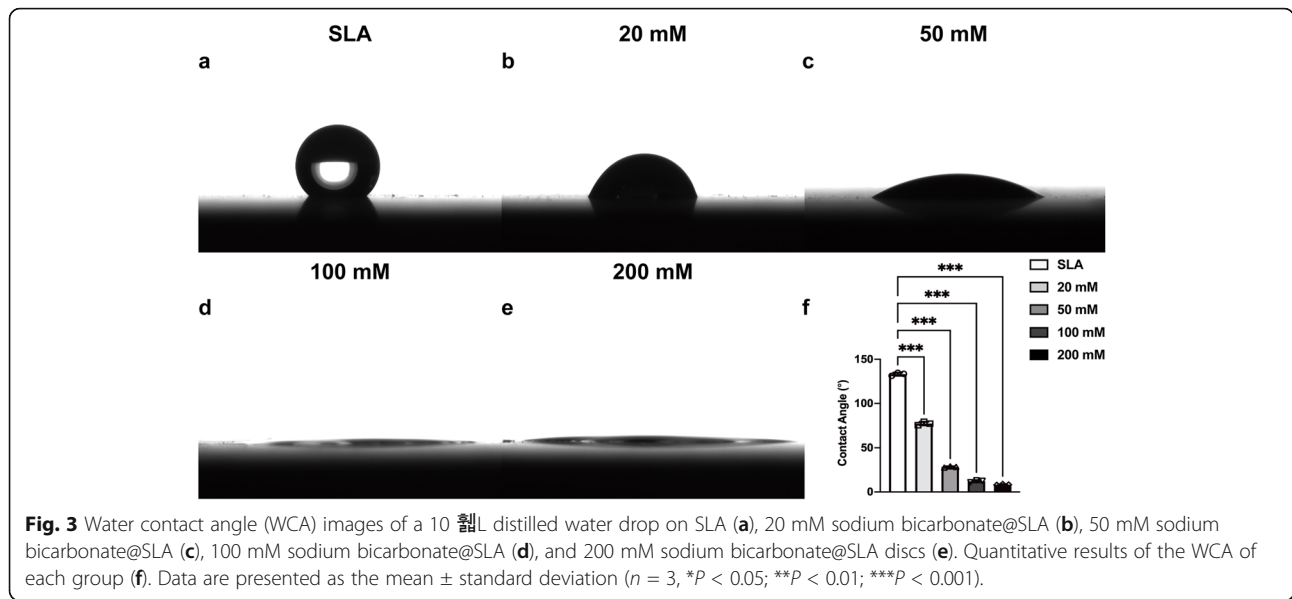 SLA 20 mM 50 mM
a b c
100 mM 200 mM
d e f
***
***
***
***
SLA
20 mM
50 mM
100 mM
200 mM
150
100
50
0
Contact Angle (°)
Fig. 3 Water contact angle (WCA) images of a 10 휇L distilled water drop on SLA (a), 20 mM sodium bicarbonate@SLA (b), 50 mM sodium
bicarbonate@SLA (c), 100 mM sodium bicarbonate@SLA (d), and 200 mM sodium bicarbonate@SLA discs (e). Quantitative results of the WCA of
each group (f). Data are presented as the mean ± standard deviation (n = 3, *P < 0.05; **P < 0.01; ***P < 0.001).